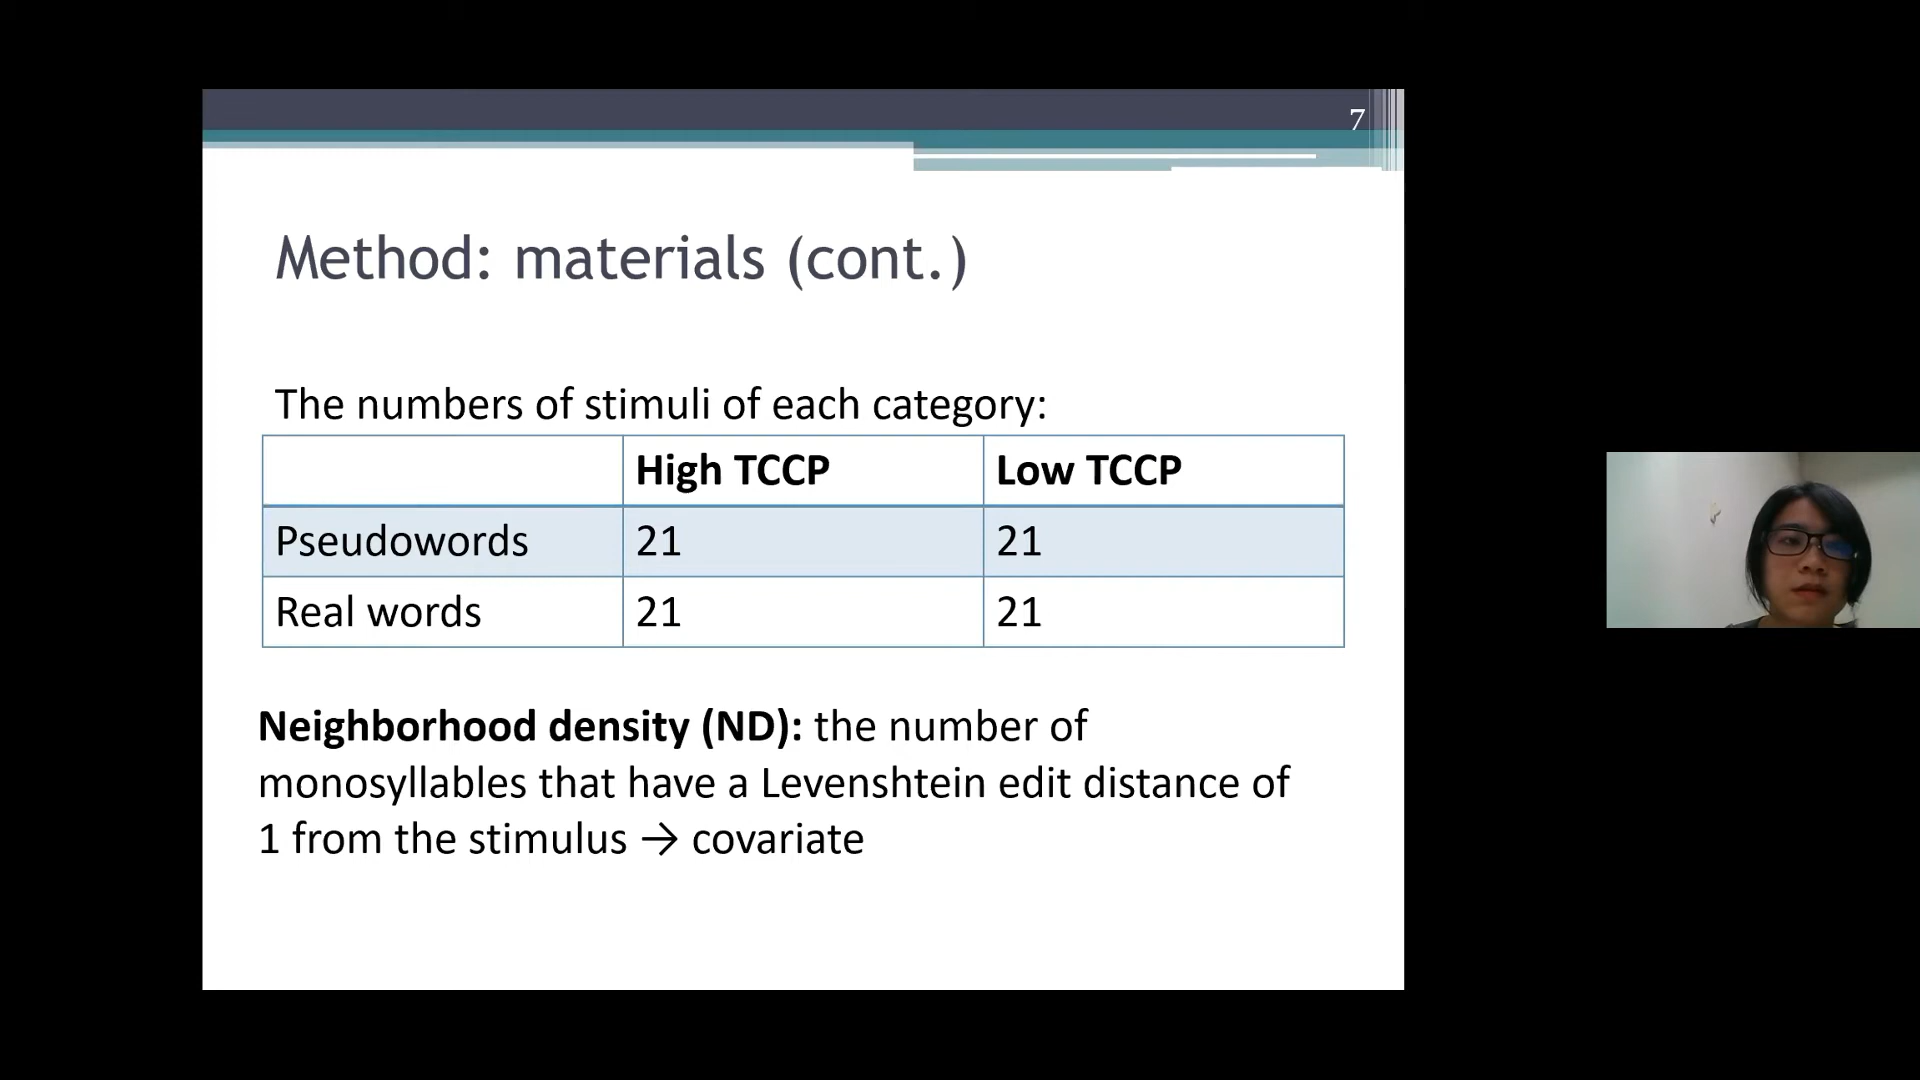 7
Method: materials (cont.)
The numbers of stimuli of each category:
High TCCP Low TCCP
Pseudowords 21 21
Real words 21 21
Neighborhood density (ND): the number of
monosyllables that have a Levenshtein edit distance of
1 from the stimulus → covariate